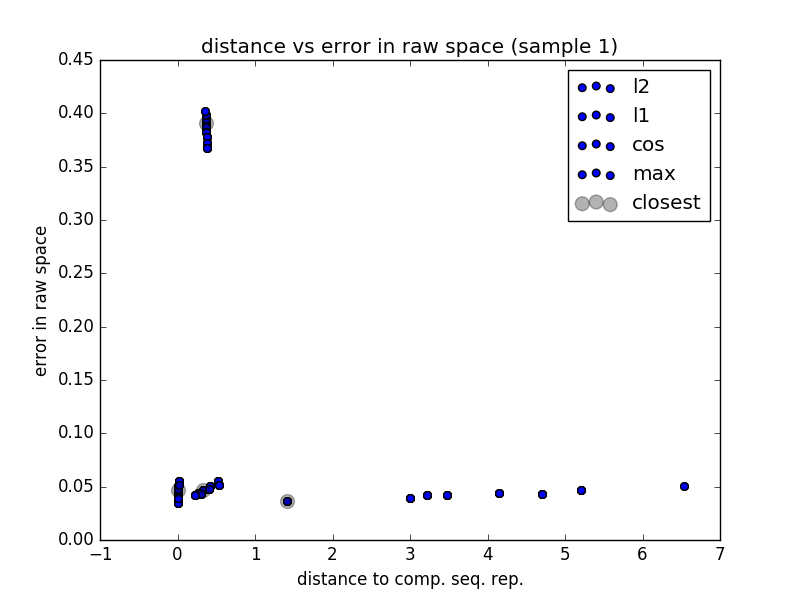 distance vs error in raw space (sample 1)
0.45
0.40
0.35
0.30
0.25
0.20
0.15
0.10
0.05
0.00
error in raw space
l2
l1
cos
max
closest
−1 0 1 2 3 4 5 6 7
distance to comp. seq. rep.